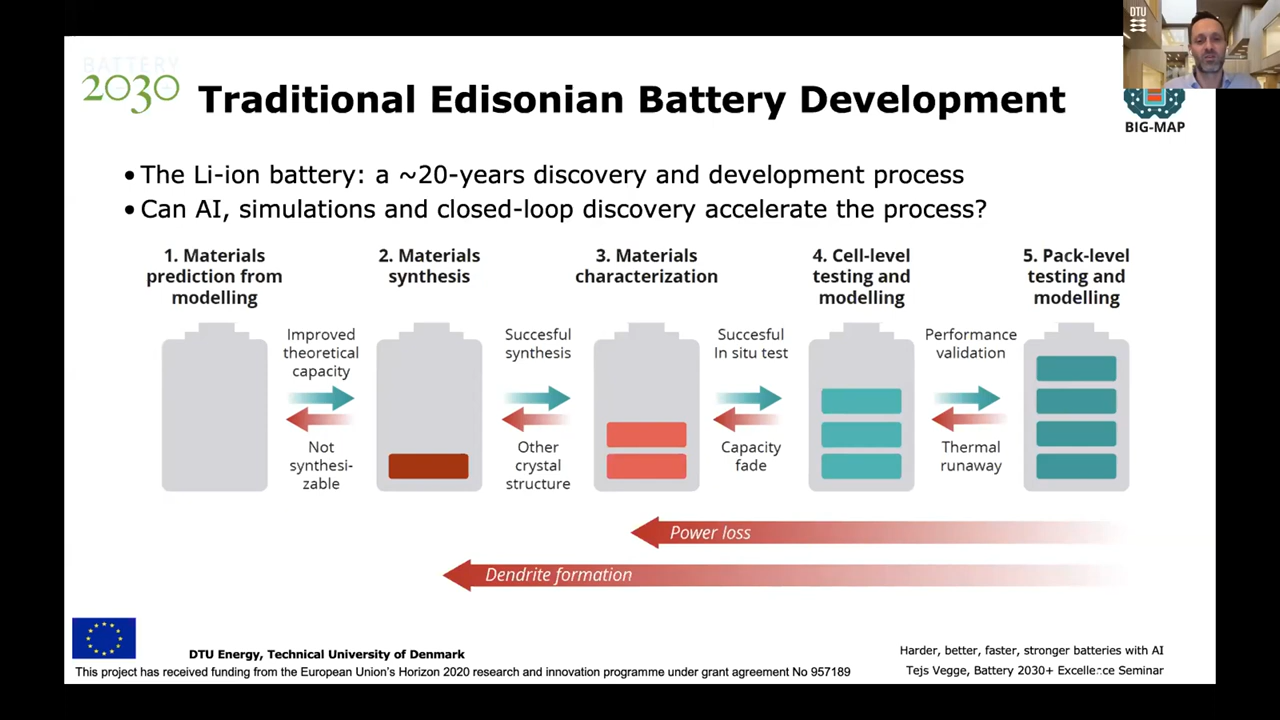 DTU
BATTERY
2030
Traditional Edisonian Battery Development
BIG-MAP
• The Li-ion battery: a ~20-years discovery and development process
• Can AI, simulations and closed-loop discovery accelerate the process?
1. Materials
prediction from
modelling
2. Materials
synthesis
3. Materials
characterization
4. Cell-level
testing and
modelling
5. Pack-level
testing and
modelling
Improved
theoretical
capacity
Not
synthesi-
zable
Succesful
synthesis
Other
crystal
structure
Succesful
In situ test
Capacity
fade
Performance
validation
Thermal
runaway
Power loss
Dendrite formation
DTU Energy, Technical University of Denmark
This project has received funding from the European Union's Horizon 2020 research and innovation programme under grant agreement No 957189
Harder, better, faster, stronger batteries with AI
Tejs Vegge, Battery 2030+ Excellence Seminar